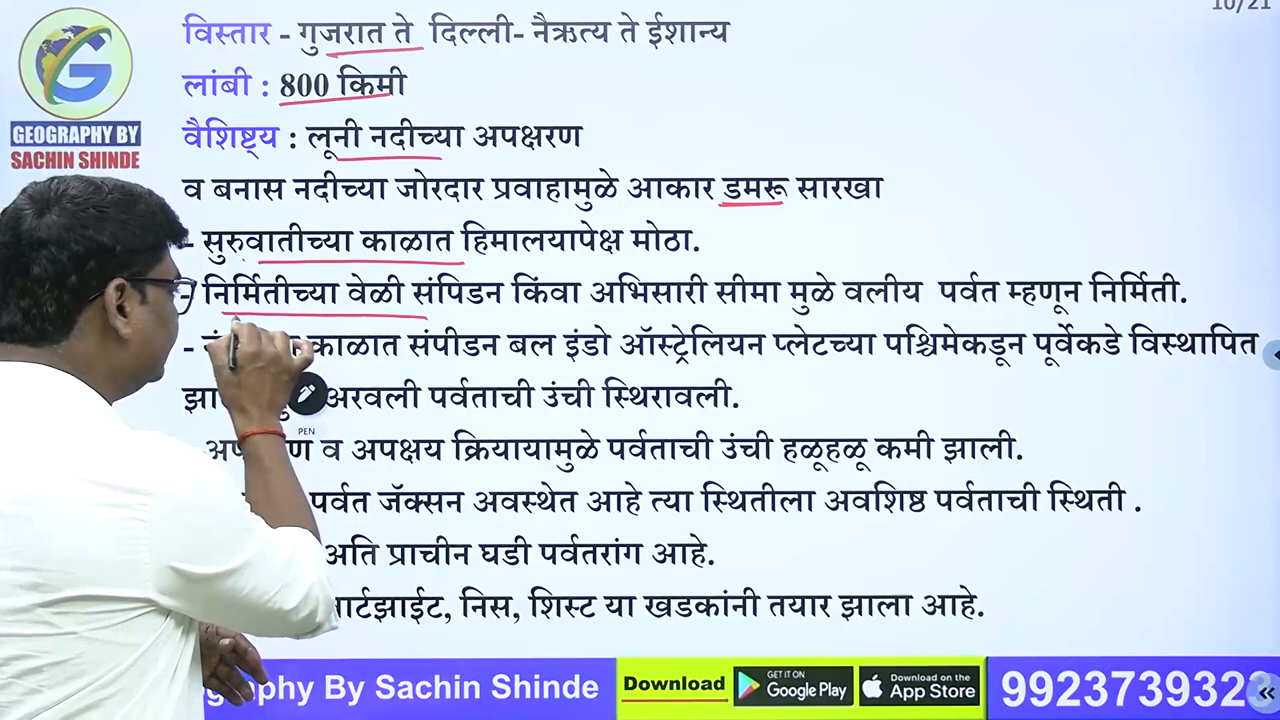 10/21
विस्तार - गुजरात ते दिल्ली- नैऋत्य ते ईशान्य
लांबी : 800 किमी
वैशिष्ट्य : लूनी नदीच्या अपक्षरण
व बनास नदीच्या जोरदार प्रवाहामुळे आकार डमरू सारखा
- सुरुवातीच्या काळात हिमालयापेक्ष मोठा.
- निर्मितीच्या वेळी संपिडन किंवा अभिसारी सीमा मुळे वलीय पर्वत म्हणून निर्मिती.
- काळात संपीडन बल इंडो ऑस्ट्रेलियन प्लेटच्या पश्चिमेकडून पूर्वेकडे विस्थापित
अरवली पर्वताची उंची स्थिरावली.
व अपक्षय क्रियायामुळे पर्वताची उंची हळूहळू कमी झाली.
पर्वत जॅक्सन अवस्थेत आहे त्या स्थितीला अवशिष्ठ पर्वताची स्थिती .
अति प्राचीन घडी पर्वतरांग आहे.
या खडकांनी तयार झाला आहे.
निस, शिस्ट
G
GEOGRAPHY BY
SACHIN SHINDE
PEN
By Sachin Shinde
Download
GET IT ON
Google Play
Download on the
App Store